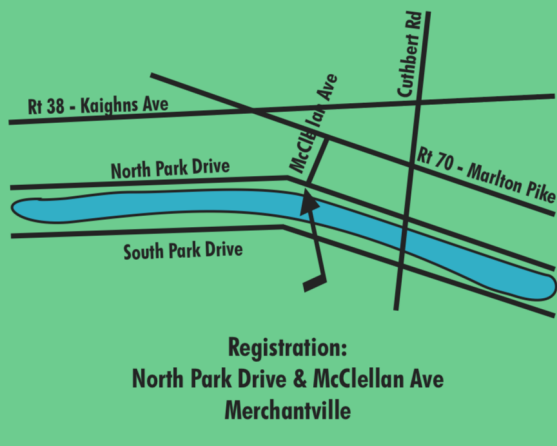 Cuthbert Rd
McClellan Ave
Rt 38 - Kaighns Ave
Rt 70 - Marlton Pike
North Park Drive
South Park Drive
Registration:
North Park Drive & McClellan Ave
Merchantville